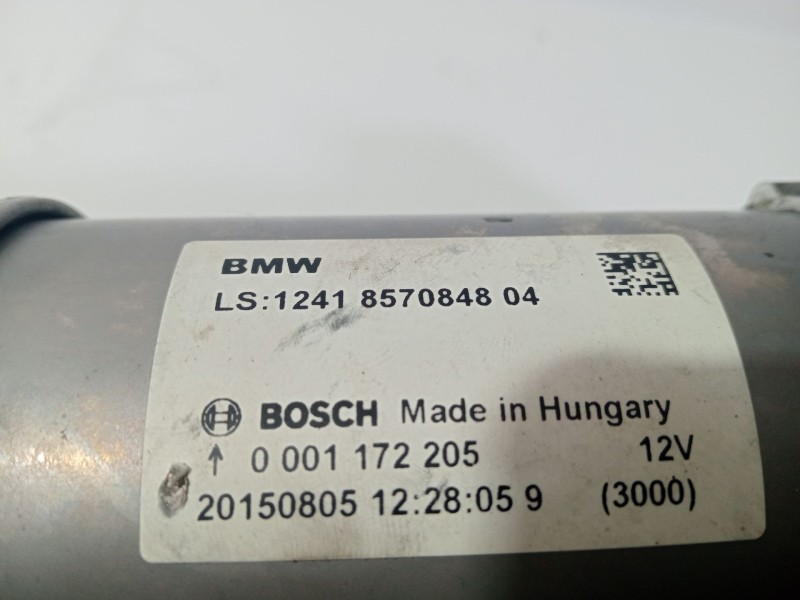 BMW
LS:1241 8570848 04
BOSCH Made in Hungary
↑ 0 001 172 205 12V
20150805 12:28:05 9 (3000)